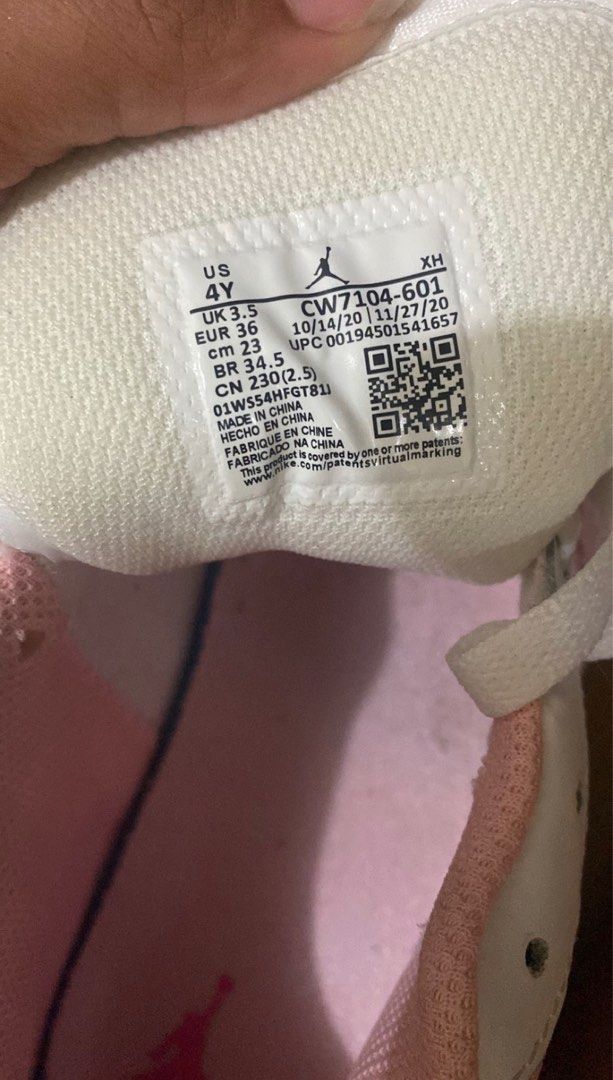 US
4Y
XH
UK 3.5
CW7104-601
EUR 36
10/14/20 | 11/27/20
cm 23
UPC 00194501541657
BR 34.5
CN 230(2.5)
01WS54HFGT81J
MADE IN CHINA
HECHO EN CHINA
FABRIQUE EN CHINE
FABRICADO NA CHINA
This product is covered by one or more patents:
www.nike.com/patentsvirtualmarking